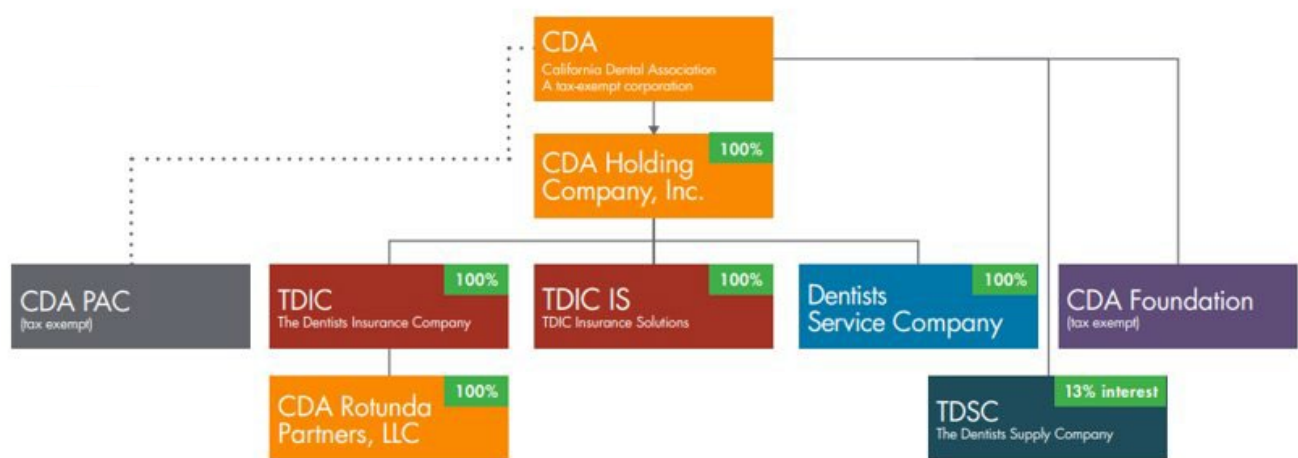 CDA
California Dental Association
A tax-exempt corporation
100%
CDA Holding
Company, Inc.
CDA PAC
(tax exempt)
100%
TDIC
The Dentists Insurance Company
100%
TDIC IS
TDIC Insurance Solutions
100%
Dentists
Service Company
CDA Foundation
(tax exempt)
100%
CDA Rotunda
Partners, LLC
13% interest
TDSC
The Dentists Supply Company